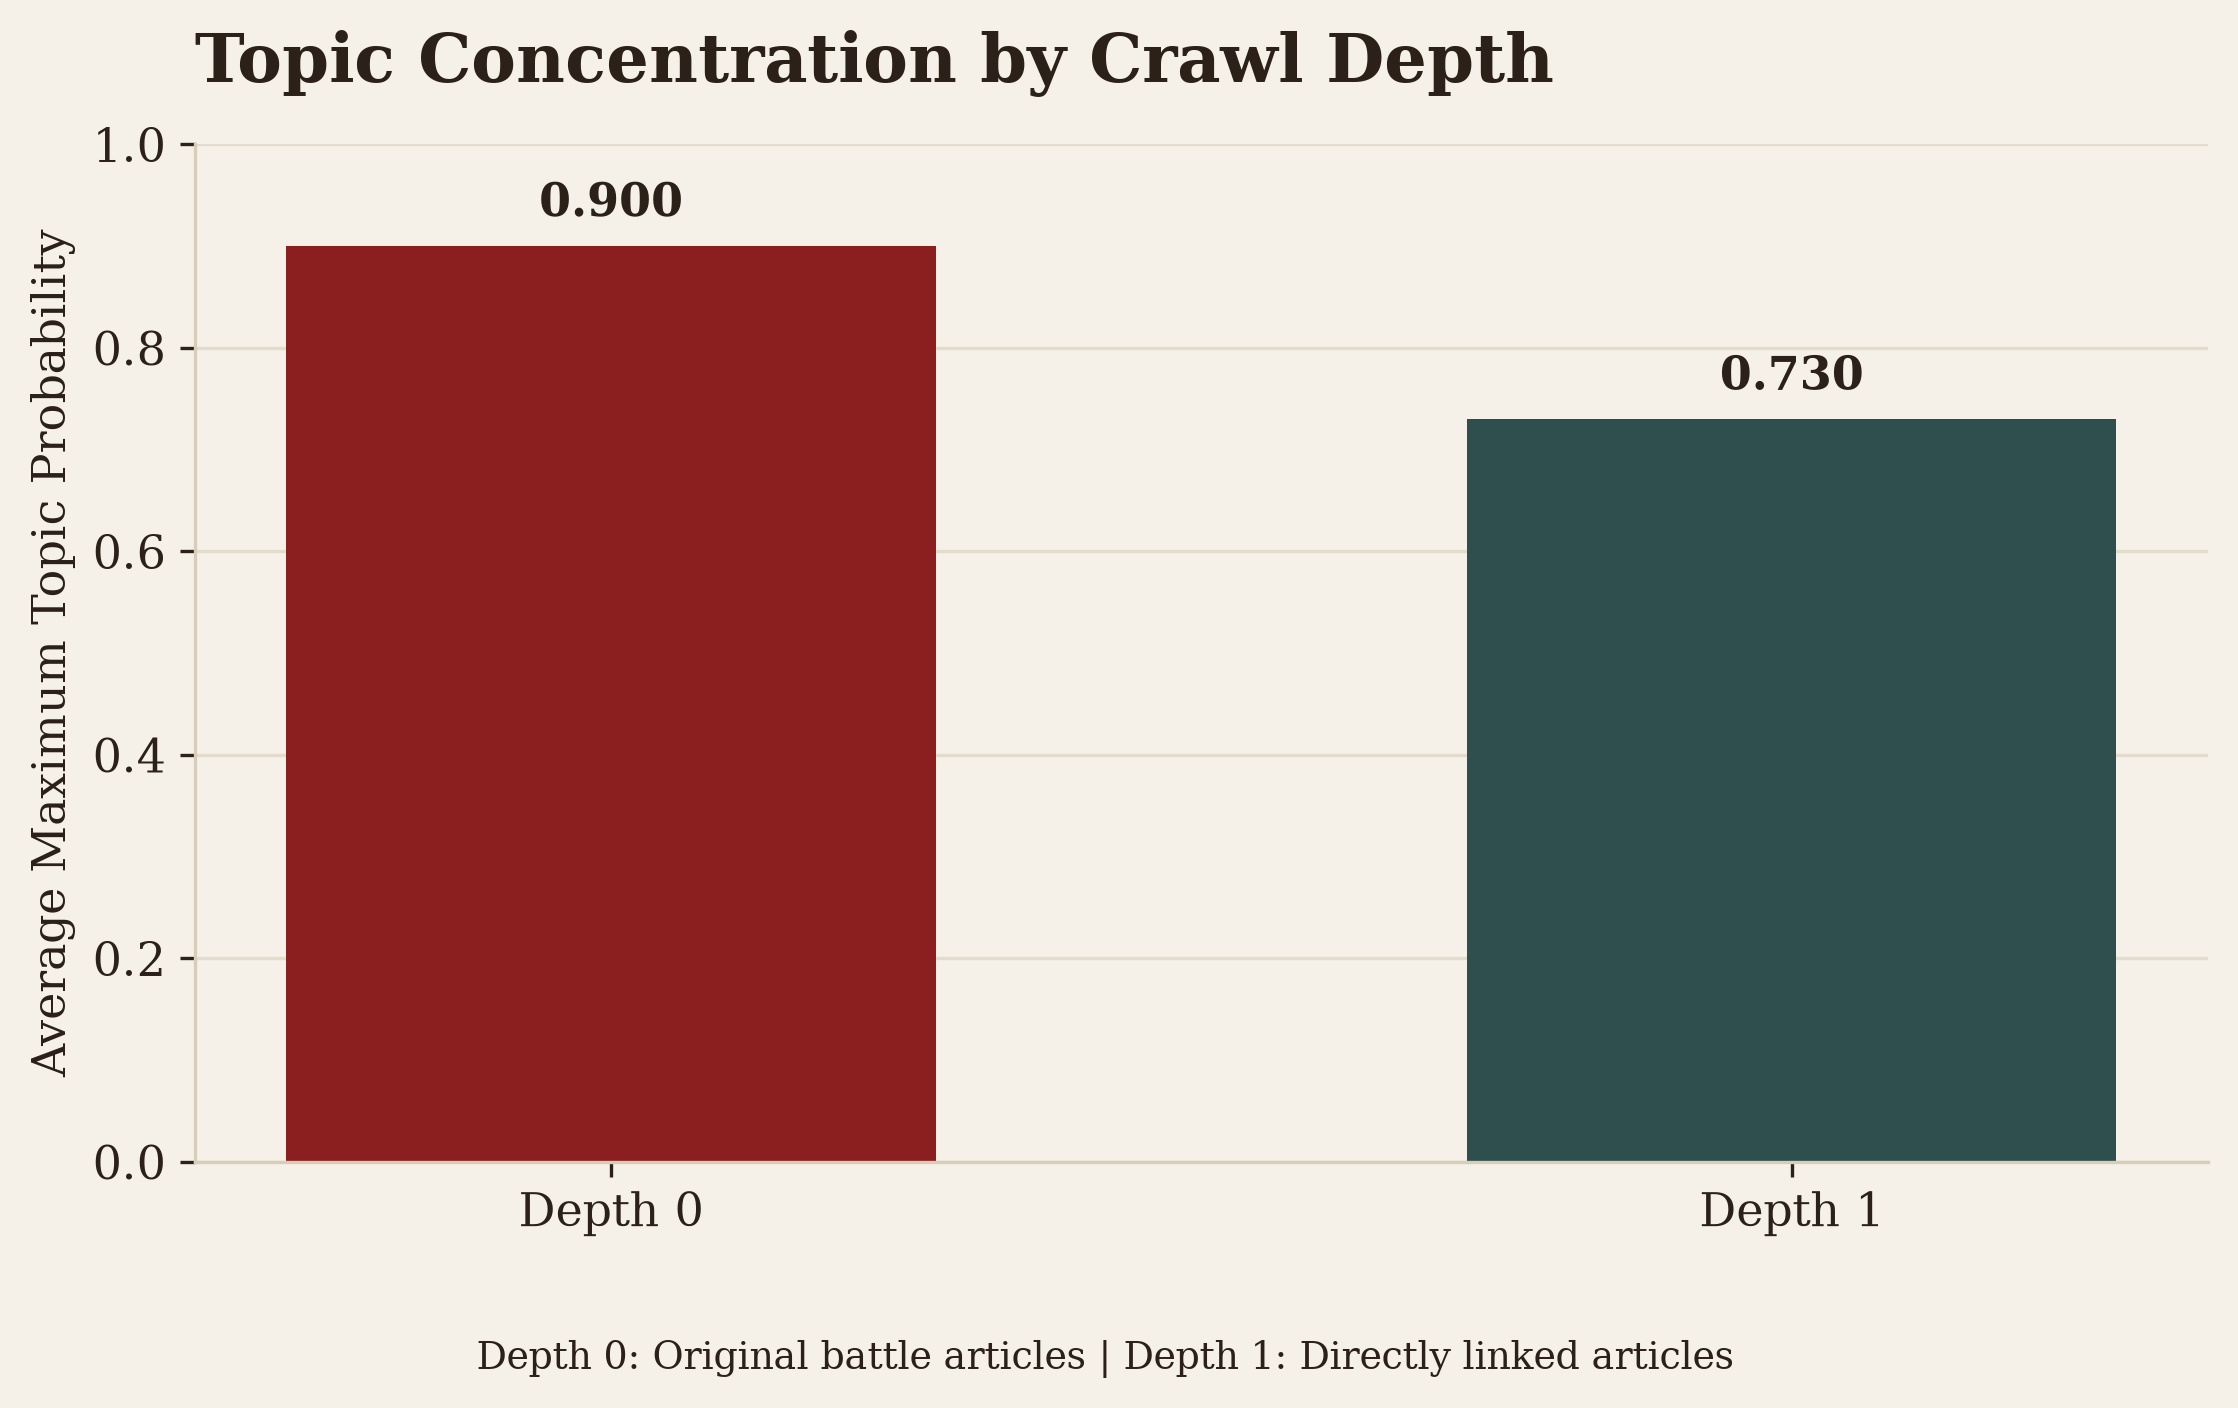 Topic Concentration by Crawl Depth
Average Maximum Topic Probability
1.0
0.8
0.6
0.4
0.2
0.0
0.900
0.730
Depth 0
Depth 1
Depth 0: Original battle articles | Depth 1: Directly linked articles